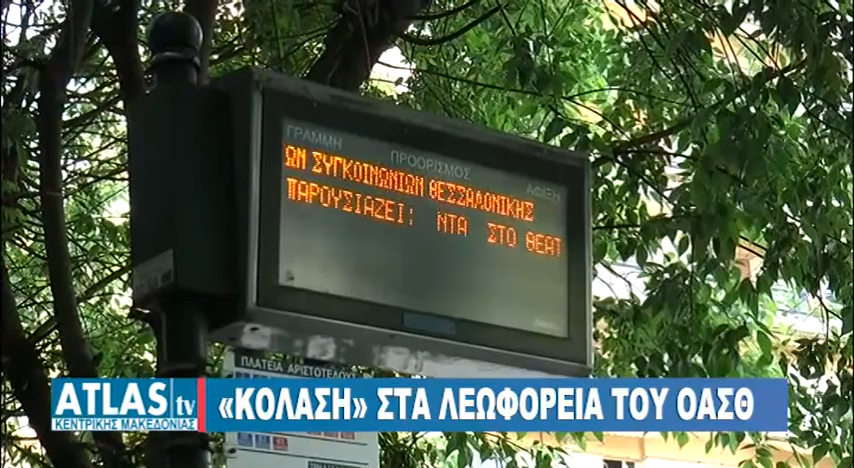 ΓΡΑΜΜΗ ΠΡΟΟΡΙΣΜΟΣ ΑΦΙΞΗ
ΩΝ ΣΥΓΚΟΙΝΩΝΙΩΝ ΘΕΣΣΑΛΟΝΙΚΗΣ
ΠΑΡΟΥΣΙΑΖΕΙ: ΝΤΑ ΣΤΟ ΘΕΑΤ
ΠΛΑΤΕΙΑ ΑΡΙΣΤΟΤΕΛΟΥΣ
ATLAS tv
ΚΕΝΤΡΙΚΗΣ ΜΑΚΕΔΟΝΙΑΣ
«ΚΟΛΑΣΗ» ΣΤΑ ΛΕΩΦΟΡΕΙΑ ΤΟΥ ΟΑΣΘ